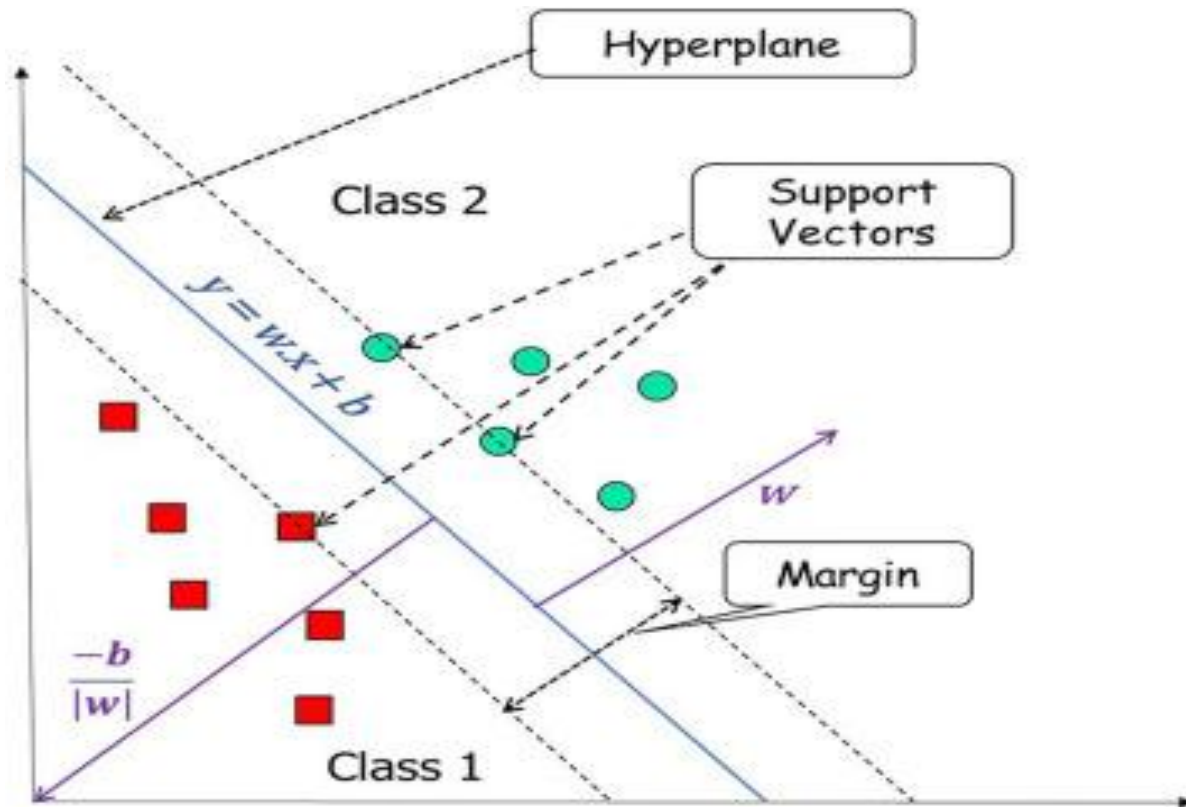 Hyperplane
Class 2
Support
Vectors
y=wx+b
w
Margin
−b
|w|
Class 1